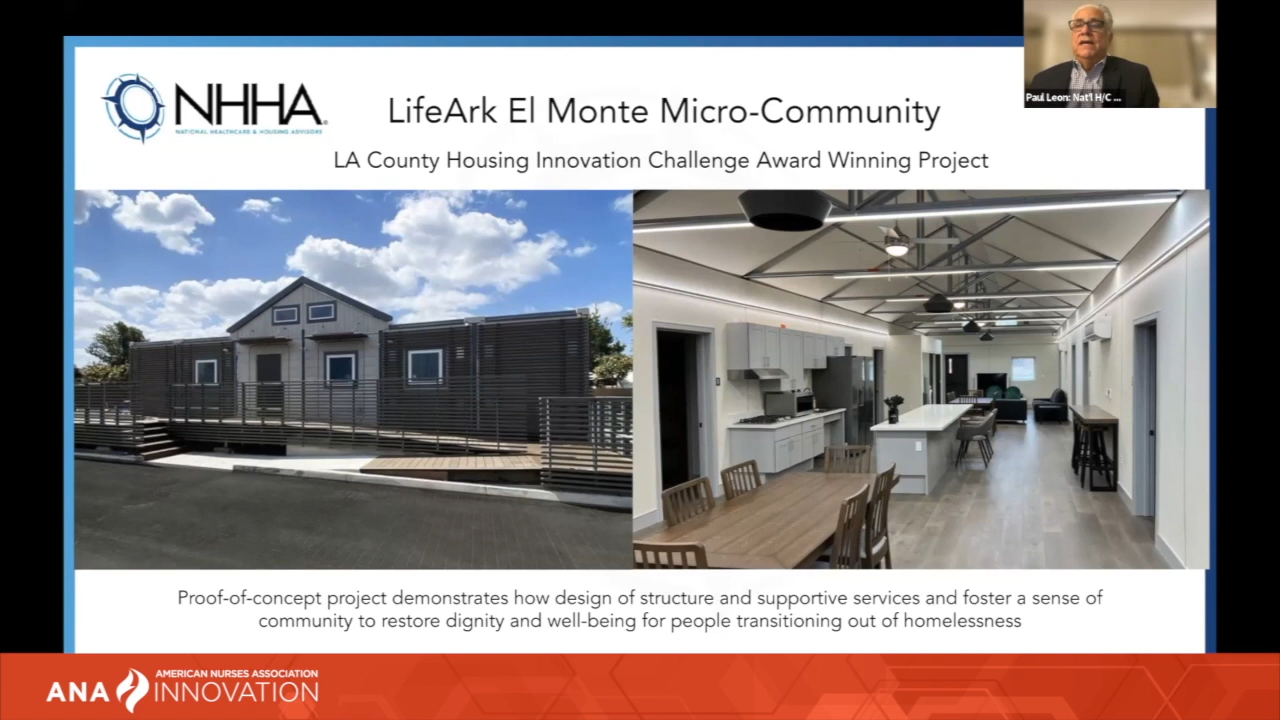 NHHA®
NATIONAL HEALTHCARE & HOUSING ADVISORS
LifeArk El Monte Micro-Community
LA County Housing Innovation Challenge Award Winning Project
Paul Leon: Nat'l H/C ...
Proof-of-concept project demonstrates how design of structure and supportive services and foster a sense of
community to restore dignity and well-being for people transitioning out of homelessness
ANA
AMERICAN NURSES ASSOCIATION
INNOVATION